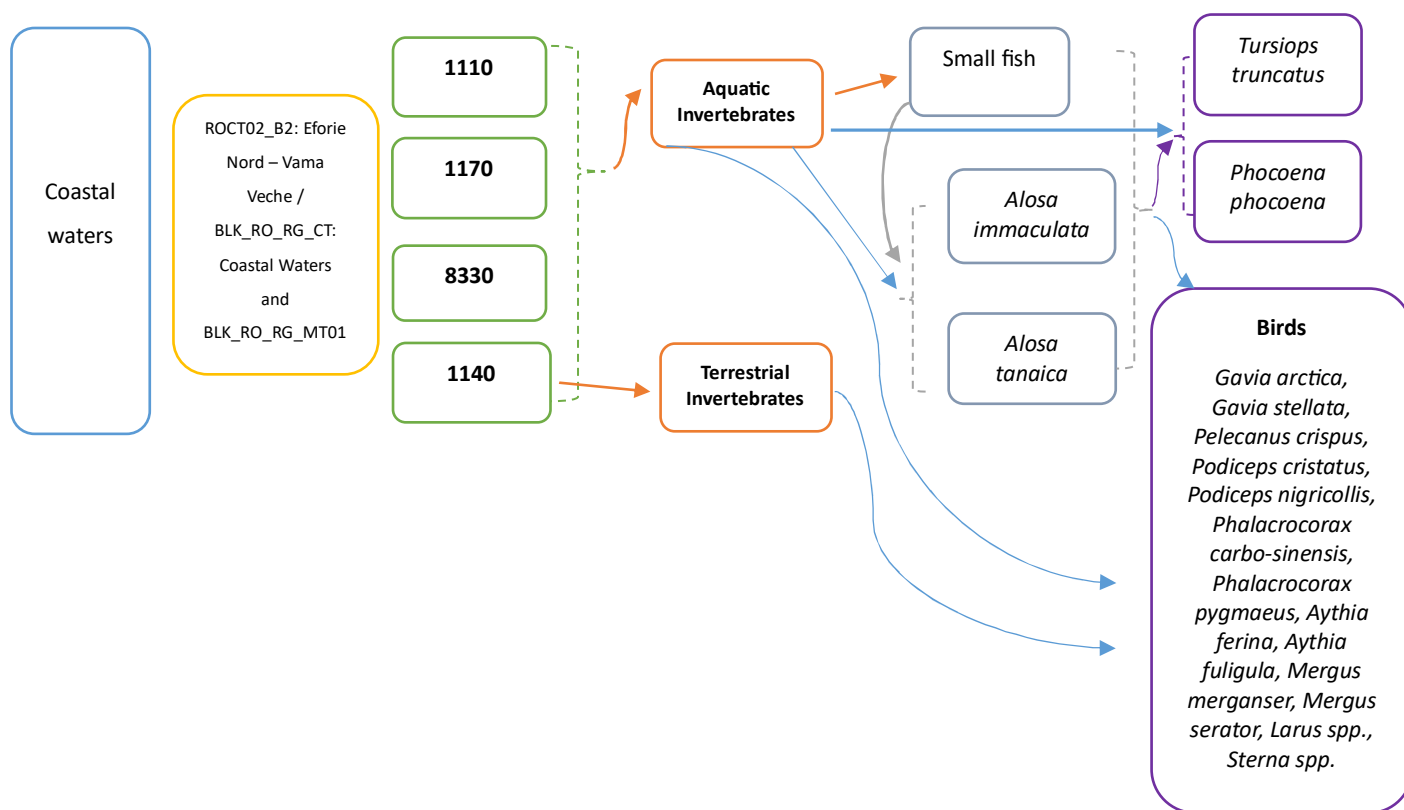 Coastal
waters
ROCT02_B2: Eforie
Nord – Vama
Veche /
BLK_RO_RG_CT:
Coastal Waters
and
BLK_RO_RG_MT01
1110
1170
8330
1140
Aquatic
Invertebrates
Terrestrial
Invertebrates
Small fish
Alosa
immaculata
Alosa
tanaica
Tursiops
truncatus
Phocoena
phocoena
Birds
Gavia arctica,
Gavia stellata,
Pelecanus crispus,
Podiceps cristatus,
Podiceps nigricollis,
Phalacrocorax
carbo-sinensis,
Phalacrocorax
pygmaeus, Aythia
ferina, Aythia
fuligula, Mergus
merganser, Mergus
serator, Larus spp.,
Sterna spp.